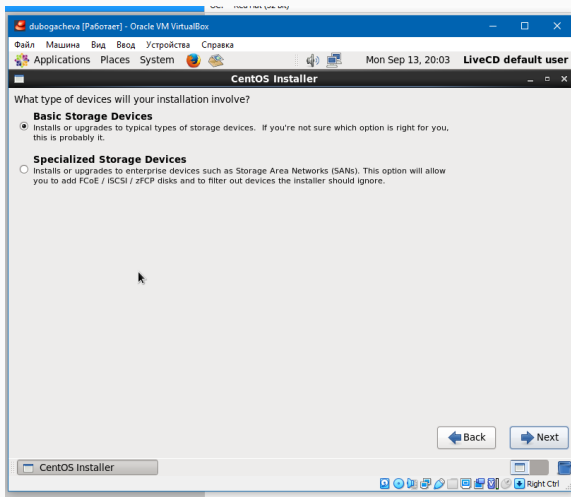 dubogacheva [Работает] - Oracle VM VirtualBox
Файл Машина Вид Ввод Устройства Справка
Applications Places System Mon Sep 13, 20:03 LiveCD default user
CentOS Installer
What type of devices will your installation involve?
Basic Storage Devices
Installs or upgrades to typical types of storage devices. If you're not sure which option is right for you,
this is probably it.
Specialized Storage Devices
Installs or upgrades to enterprise devices such as Storage Area Networks (SANs). This option will allow
you to add FCoE / iSCSI / zFCP disks and to filter out devices the installer should ignore.
Back Next
CentOS Installer
Right Ctrl